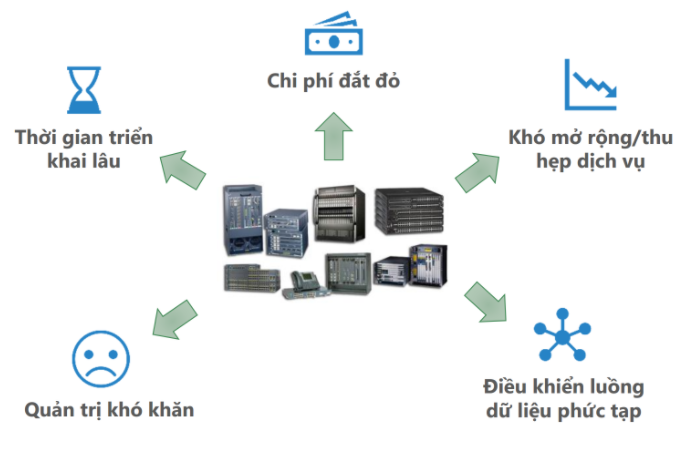 Chi phí đắt đỏ
Thời gian triển
khai lâu
Khó mở rộng/thu
hẹp dịch vụ
Quản trị khó khăn
Điều khiển luồng
dữ liệu phức tạp